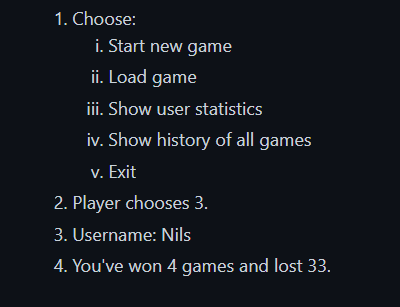 1. Choose:
i. Start new game
ii. Load game
iii. Show user statistics
iv. Show history of all games
v. Exit
2. Player chooses 3.
3. Username: Nils
4. You've won 4 games and lost 33.